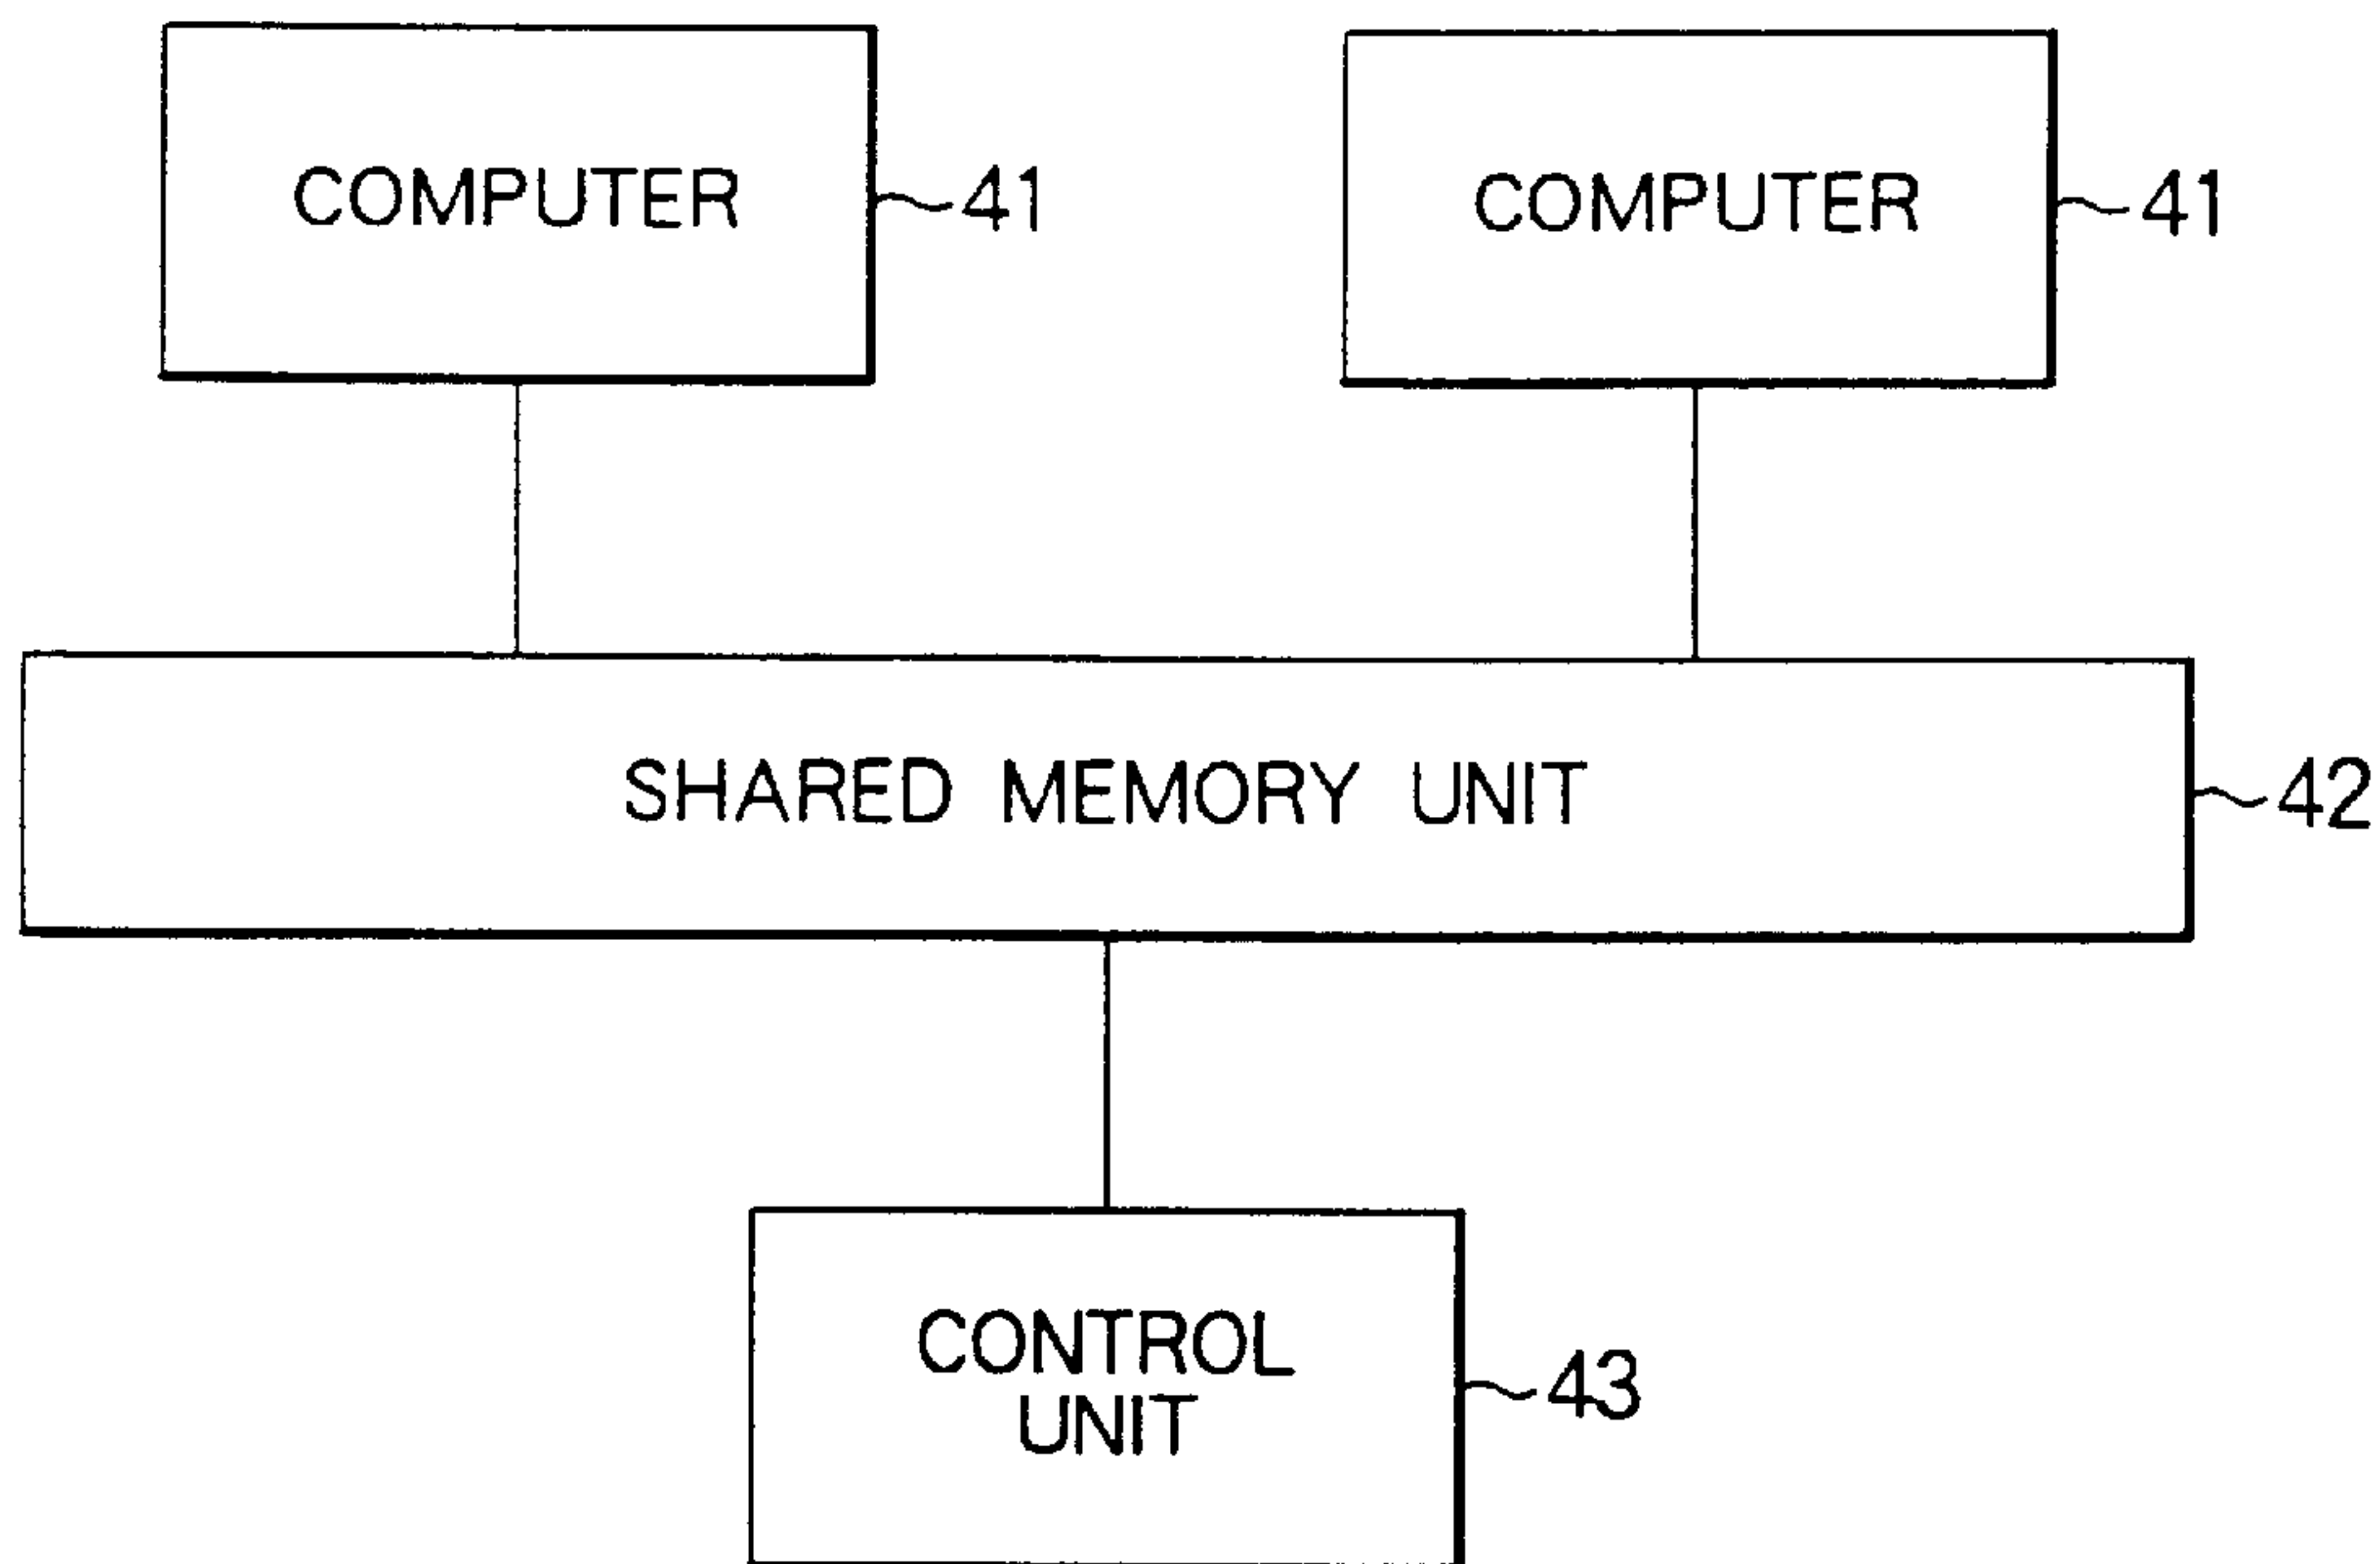 COMPUTER 41
COMPUTER 41
SHARED MEMORY UNIT 42
CONTROL
UNIT
43